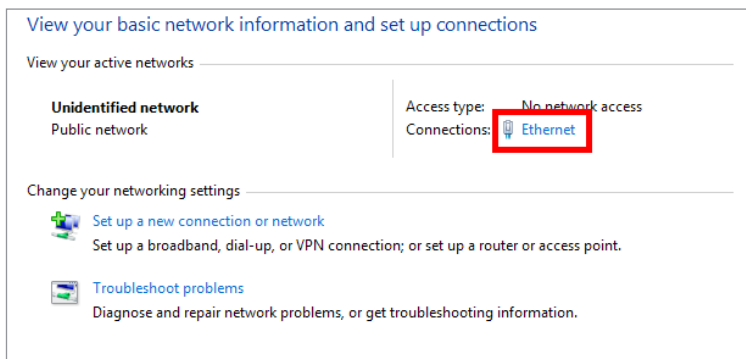 View your basic network information and set up connections
View your active networks
Unidentified network
Public network
Access type: No network access
Connections: Ethernet
Change your networking settings
Set up a new connection or network
Set up a broadband, dial-up, or VPN connection; or set up a router or access point.
Troubleshoot problems
Diagnose and repair network problems, or get troubleshooting information.